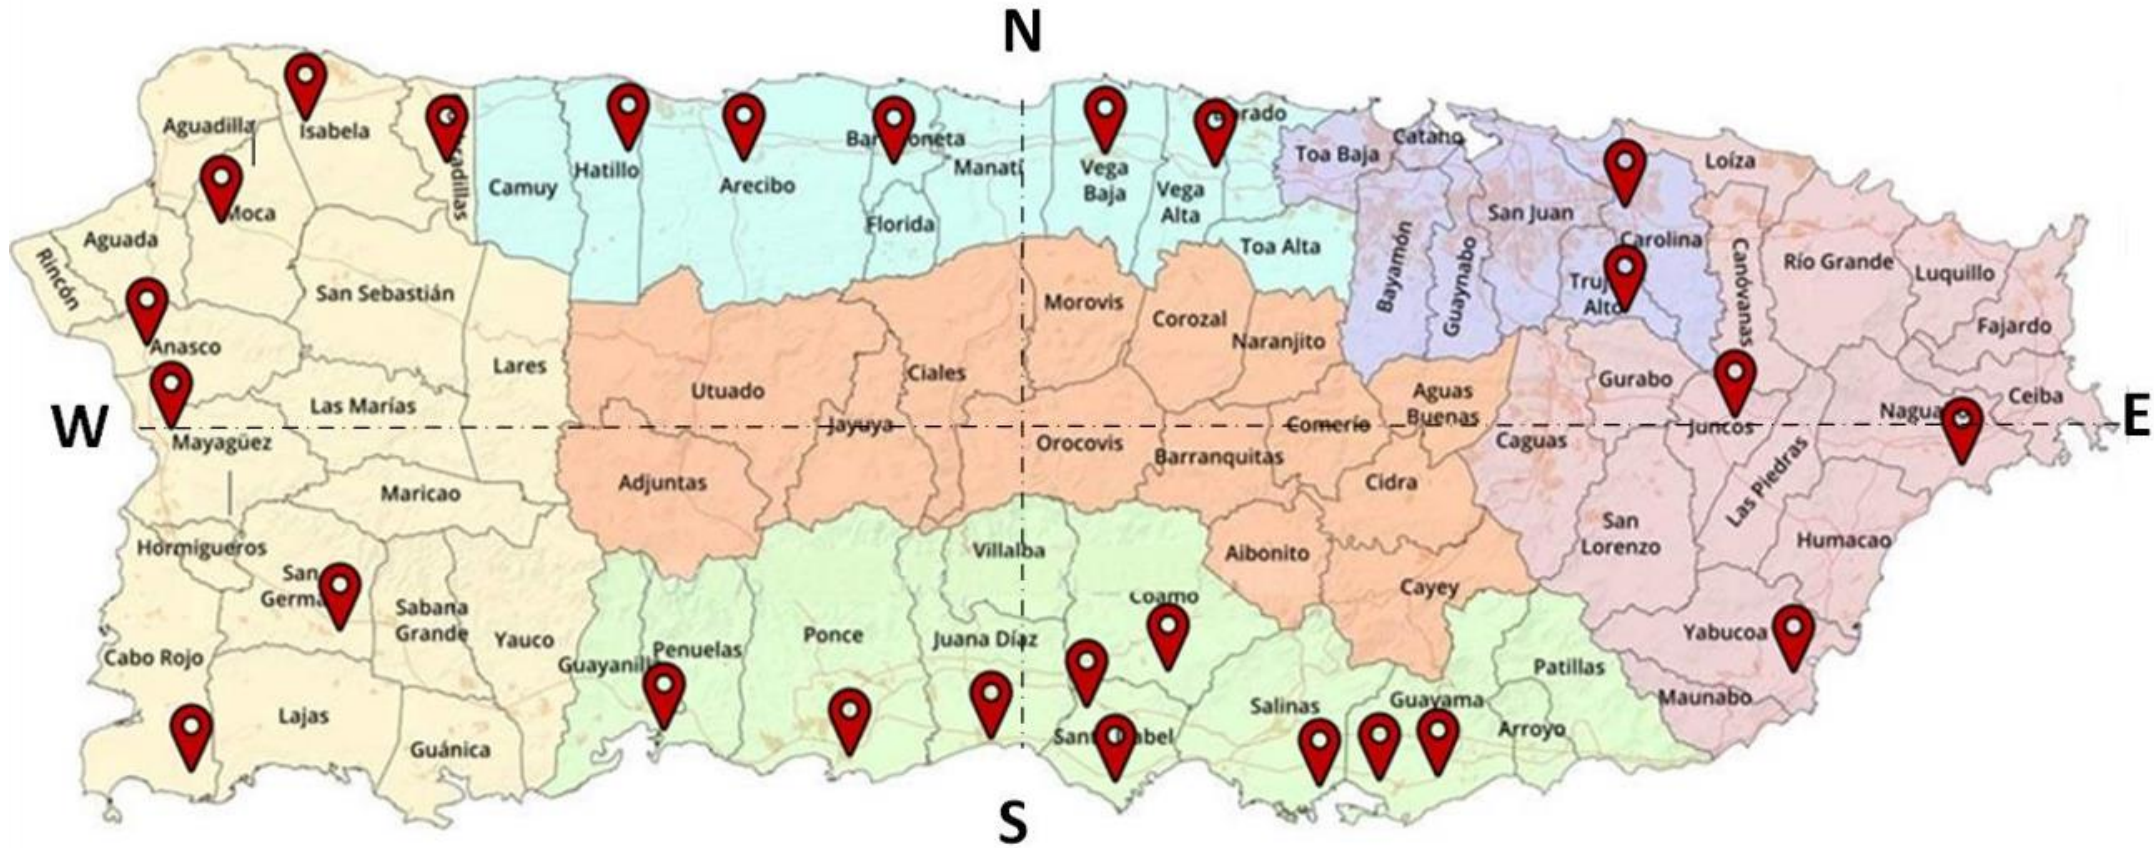 N
Aguadilla
Isabela
Camuy
Hatillo
Arecibo
Manatí
Florida
Vega
Baja
Vega
Alta
Toa Alta
Toa Baja
Catano
Bayamón
Guaynabo
San Juan
Carolina
Alto
Loíza
Canóvanas
Río Grande
Luquillo
Fajardo
Ceiba
Moca
Aguada
Rincón
Anasco
San Sebastián
Lares
Las Marías
Mayagüez
Maricao
Utuado
Adjuntas
Jayuya
Ciales
Morovis
Corozal
Naranjito
Orocovis
Barranquitas
Comerío
Aguas
Buenas
Cidra
Aibonito
Cayey
Caguas
Gurabo
Juncos
Las Piedras
San
Lorenzo
Humacao
Yabucoa
Maunabo
W
E
Hormigueros
San
Cabo Rojo
Lajas
Sabana
Grande
Yauco
Guánica
Penuelas
Ponce
Villalba
Juana Díaz
Coamo
Salinas
Guayama
Arroyo
Patillas
S